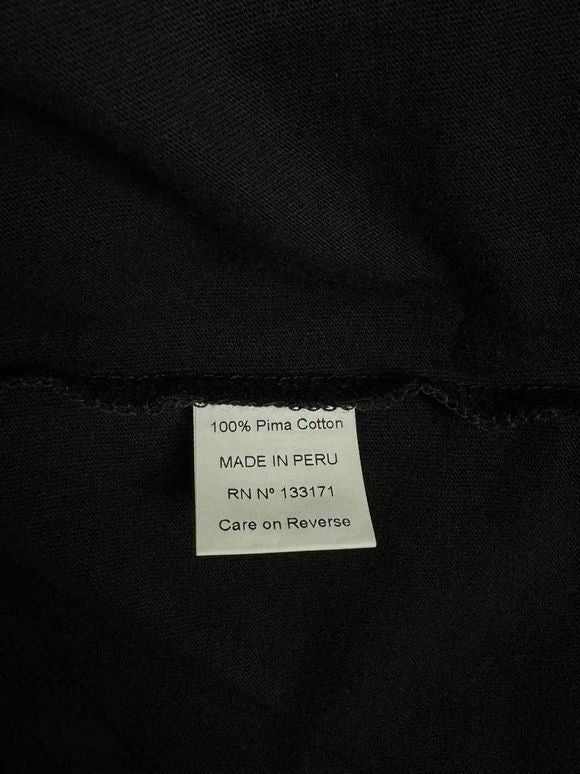 100% Pima Cotton
MADE IN PERU
RN Nº 133171
Care on Reverse